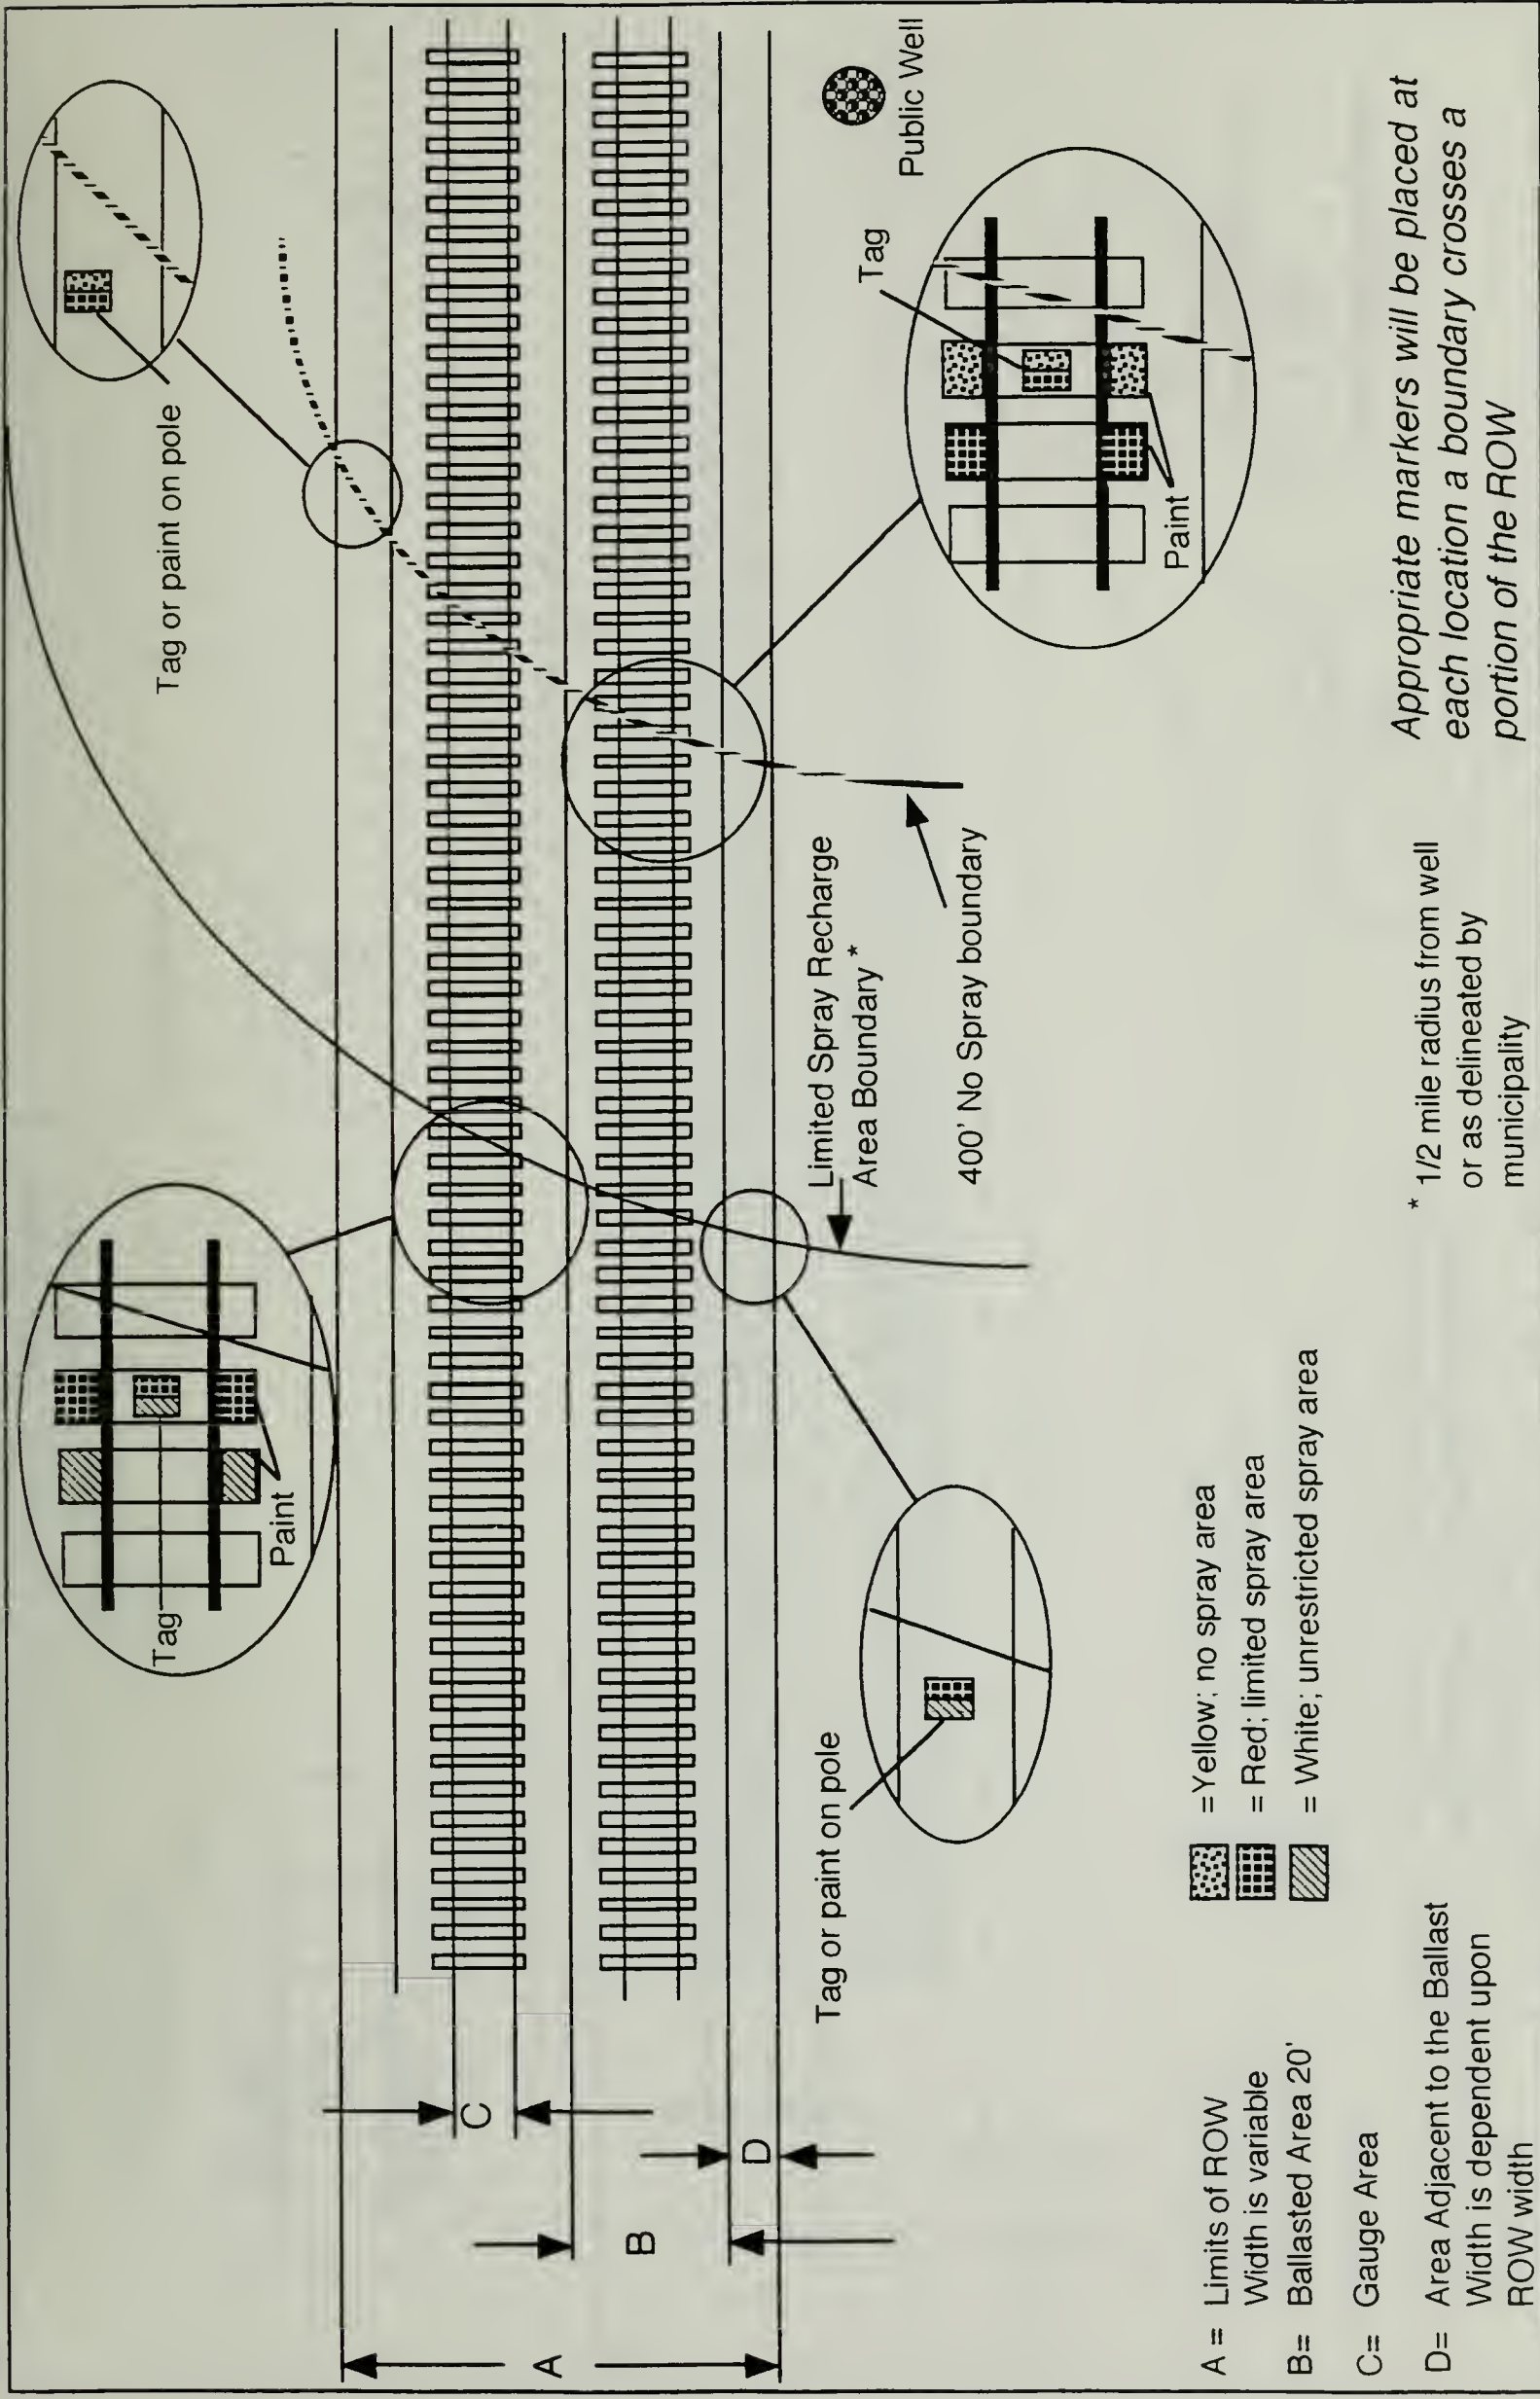 Tag
Paint
Tag or paint on pole
Tag or paint on pole
Limited Spray Recharge
Area Boundary *
400' No Spray boundary
Tag
Paint
Public Well
C
D
B
A
A = Limits of ROW
Width is variable
B= Ballasted Area 20'
C= Gauge Area
D= Area Adjacent to the Ballast
Width is dependent upon
ROW width
= Yellow; no spray area
= Red; limited spray area
= White; unrestricted spray area
* 1/2 mile radius from well
or as delineated by
municipality
Appropriate markers will be placed at
each location a boundary crosses a
portion of the ROW